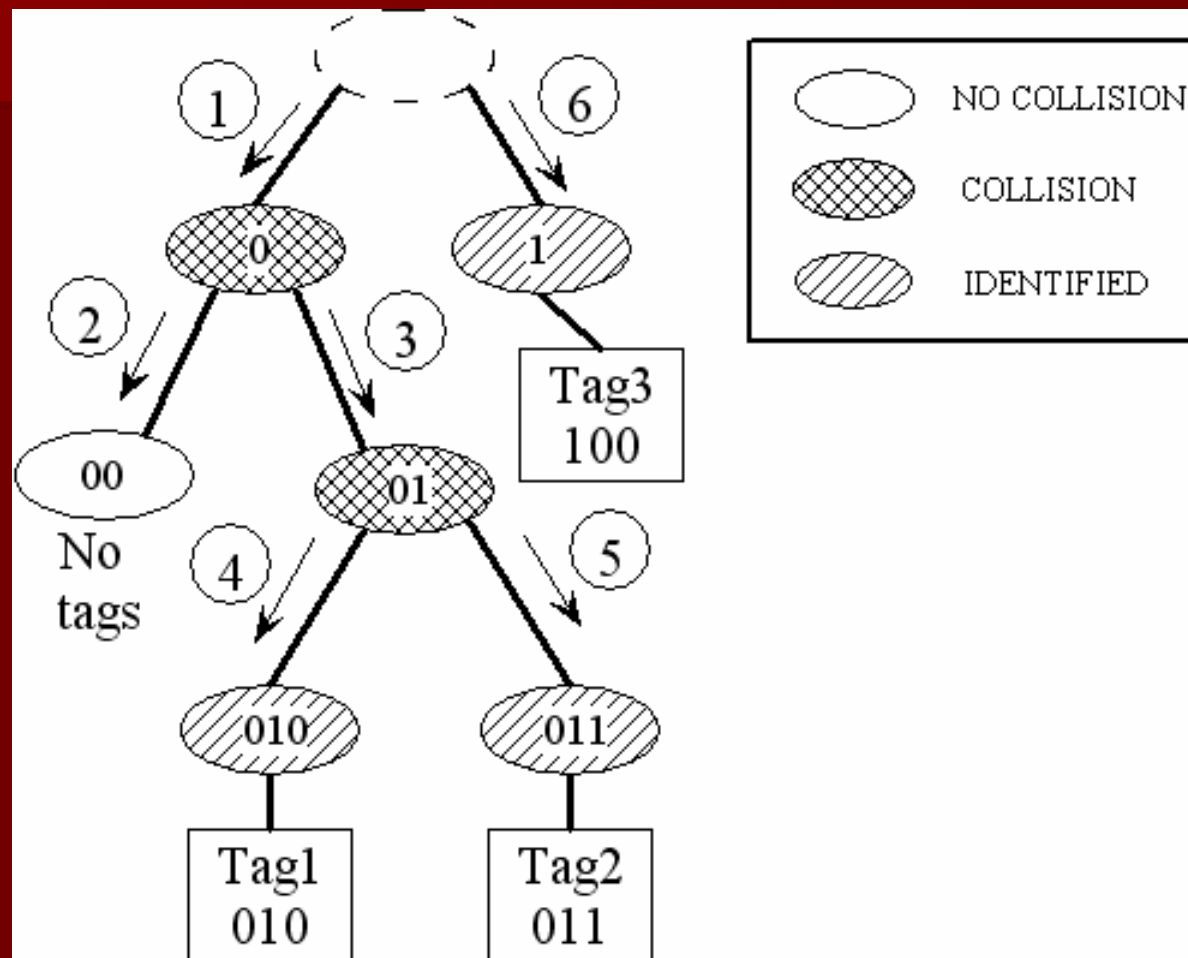 1
6
NO COLLISION
COLLISION
IDENTIFIED
0
1
2
3
Tag3
100
00
01
No
tags
4
5
010
011
Tag1
010
Tag2
011